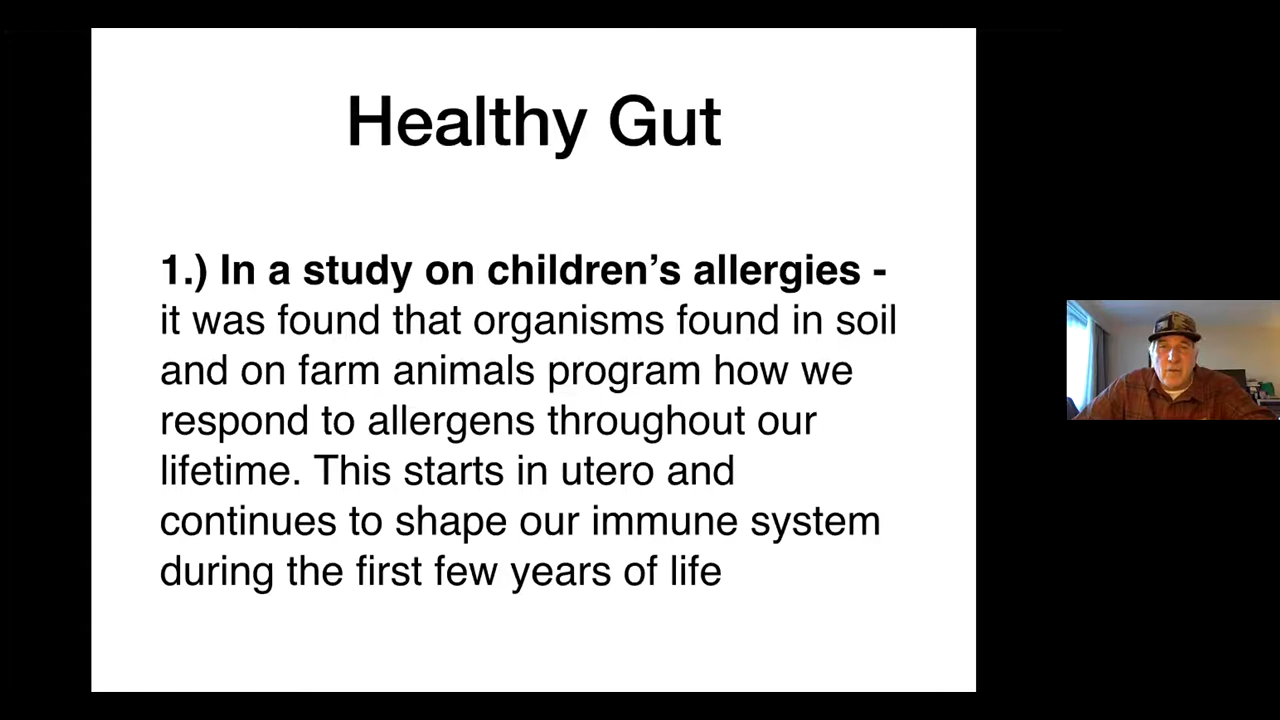 Healthy Gut
1.) In a study on children’s allergies -
it was found that organisms found in soil
and on farm animals program how we
respond to allergens throughout our
lifetime. This starts in utero and
continues to shape our immune system
during the first few years of life